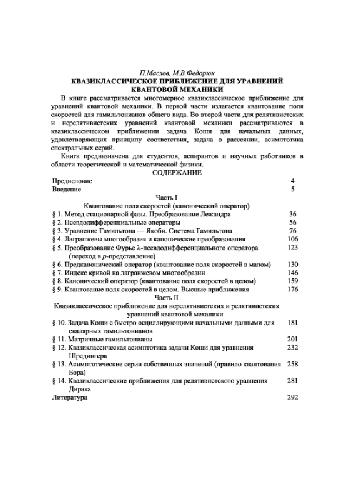 П.Маслов, М.В.Федорюк
КВАЗИКЛАССИЧЕСКОЕ ПРИБЛИЖЕНИЕ ДЛЯ УРАВНЕНИЙ
КВАНТОВОЙ МЕХАНИКИ
В книге рассматривается многомерное квазиклассическое приближение для
уравнений квантовой механики. В первой части излагается квантование поля
скоростей для гамильтонианов общего вида. Во второй части для релятивистских
и нерелятивистских уравнений квантовой механики рассматриваются в
квазиклассическом приближении задача Коши для начальных данных,
удовлетворяющих принципу соответствия, задача о рассеянии, асимптотика
спектральных серий.
Книга предназначена для студентов, аспирантов и научных работников в
области теоретической и математической физики.
СОДЕРЖАНИЕ
Предисловие 4
Введение 5
Часть I
Квантование поля скоростей (канонический оператор)
§ 1. Метод стационарной фазы. Преобразование Лежандра 36
§ 2. Псевдодифференциальные операторы 56
§ 3. Уравнение Гамильтона — Якоби. Система Гамильтона 76
§ 4. Лагранжевы многообразия и канонические преобразования 106
§ 5. Преобразование Фурье λ-псевдодифференциального оператора 123
(переход в p-представление)
§ 6. Предканонический оператор (квантование поля скоростей в малом) 130
§ 7. Индекс кривой на лагранжевом многообразии 146
§ 8. Канонический оператор (квантование поля скоростей в целом) 159
§ 9. Квантование поля скоростей в целом. Высшие приближения 176
Часть II
Квазиклассическое приближение для нерелятивистских и релятивистских
уравнений квантовой механики
§ 10. Задача Коши с быстро осциллирующими начальными данными для 181
скалярных гамильтонианов
§ 11. Матричные гамильтонианы 201
§ 12. Квазиклассическая асимптотика задачи Коши для уравнения 232
Шредингера
§ 13. Асимптотические серии собственных значений (правило квантования 258
Бора)
§ 14. Квазиклассические приближения для релятивистского уравнения 281
Дирака
Литература 292